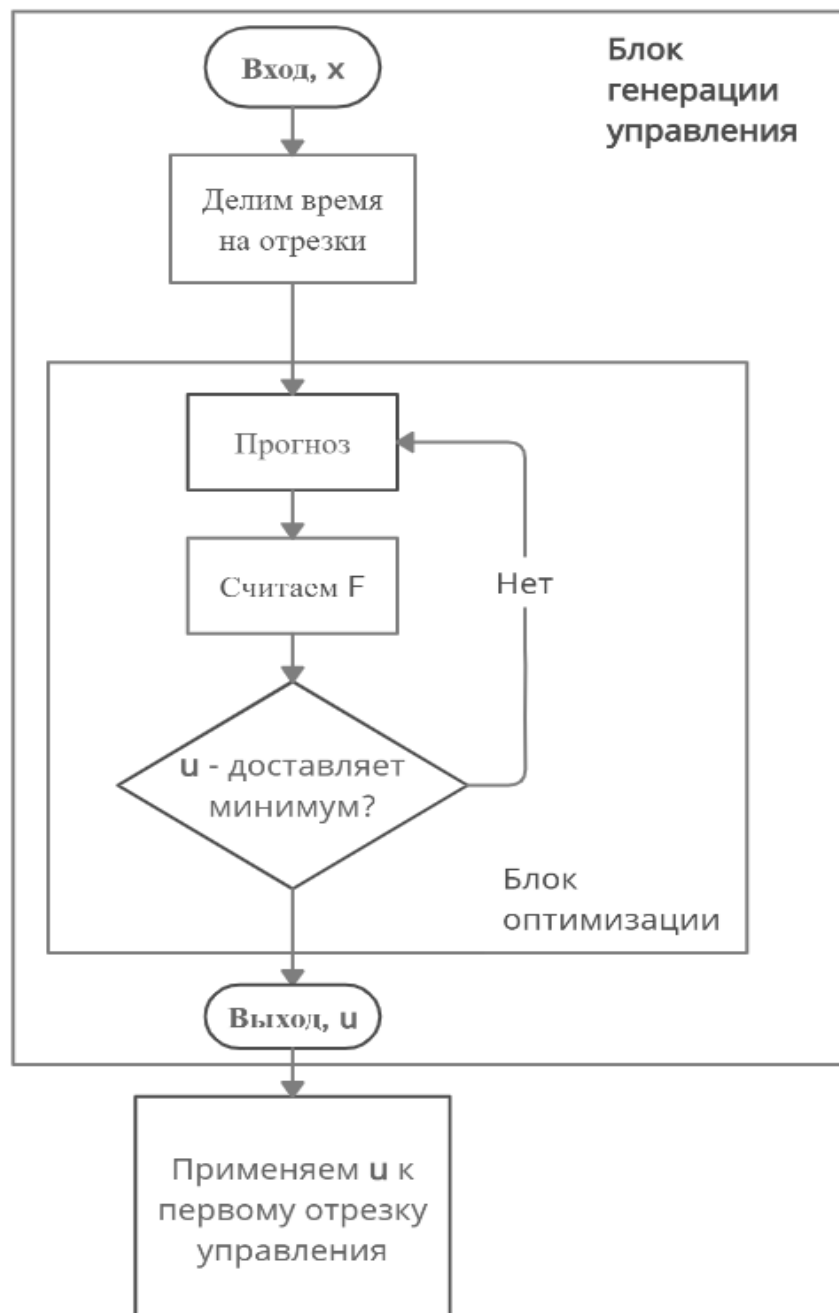 Вход, x
Блок
генерации
управления
Делим время
на отрезки
Прогноз
Считаем F
Нет
u - доставляет
минимум?
Блок
оптимизации
Выход, u
Применяем u к
первому отрезку
управления